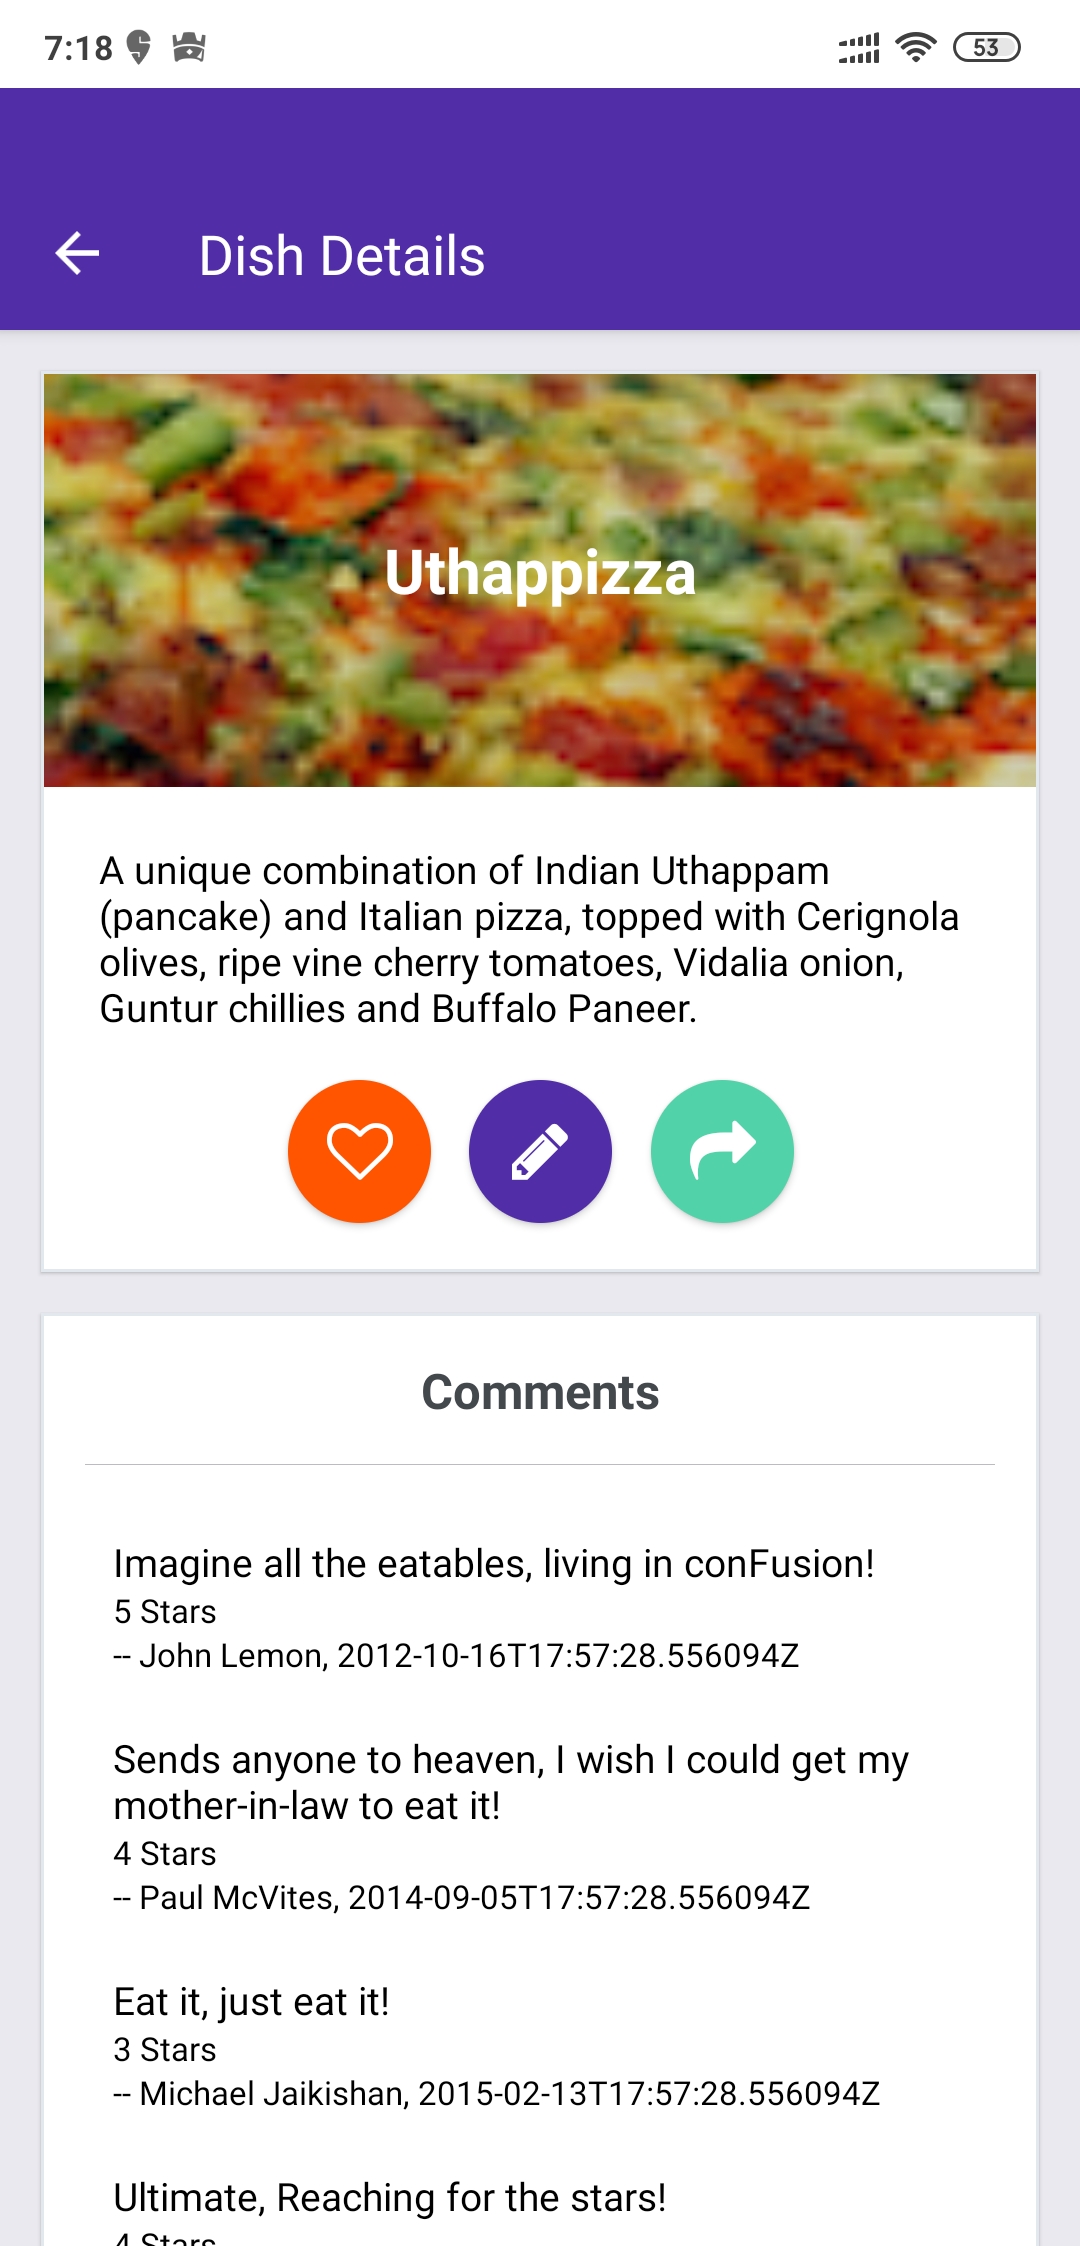 7:18
53
Dish Details
Uthappizza
A unique combination of Indian Uthappam
(pancake) and Italian pizza, topped with Cerignola
olives, ripe vine cherry tomatoes, Vidalia onion,
Guntur chillies and Buffalo Paneer.
Comments
Imagine all the eatables, living in conFusion!
5 Stars
-- John Lemon, 2012-10-16T17:57:28.556094Z
Sends anyone to heaven, I wish I could get my
mother-in-law to eat it!
4 Stars
-- Paul McVites, 2014-09-05T17:57:28.556094Z
Eat it, just eat it!
3 Stars
-- Michael Jaikishan, 2015-02-13T17:57:28.556094Z
Ultimate, Reaching for the stars!
4 Stars